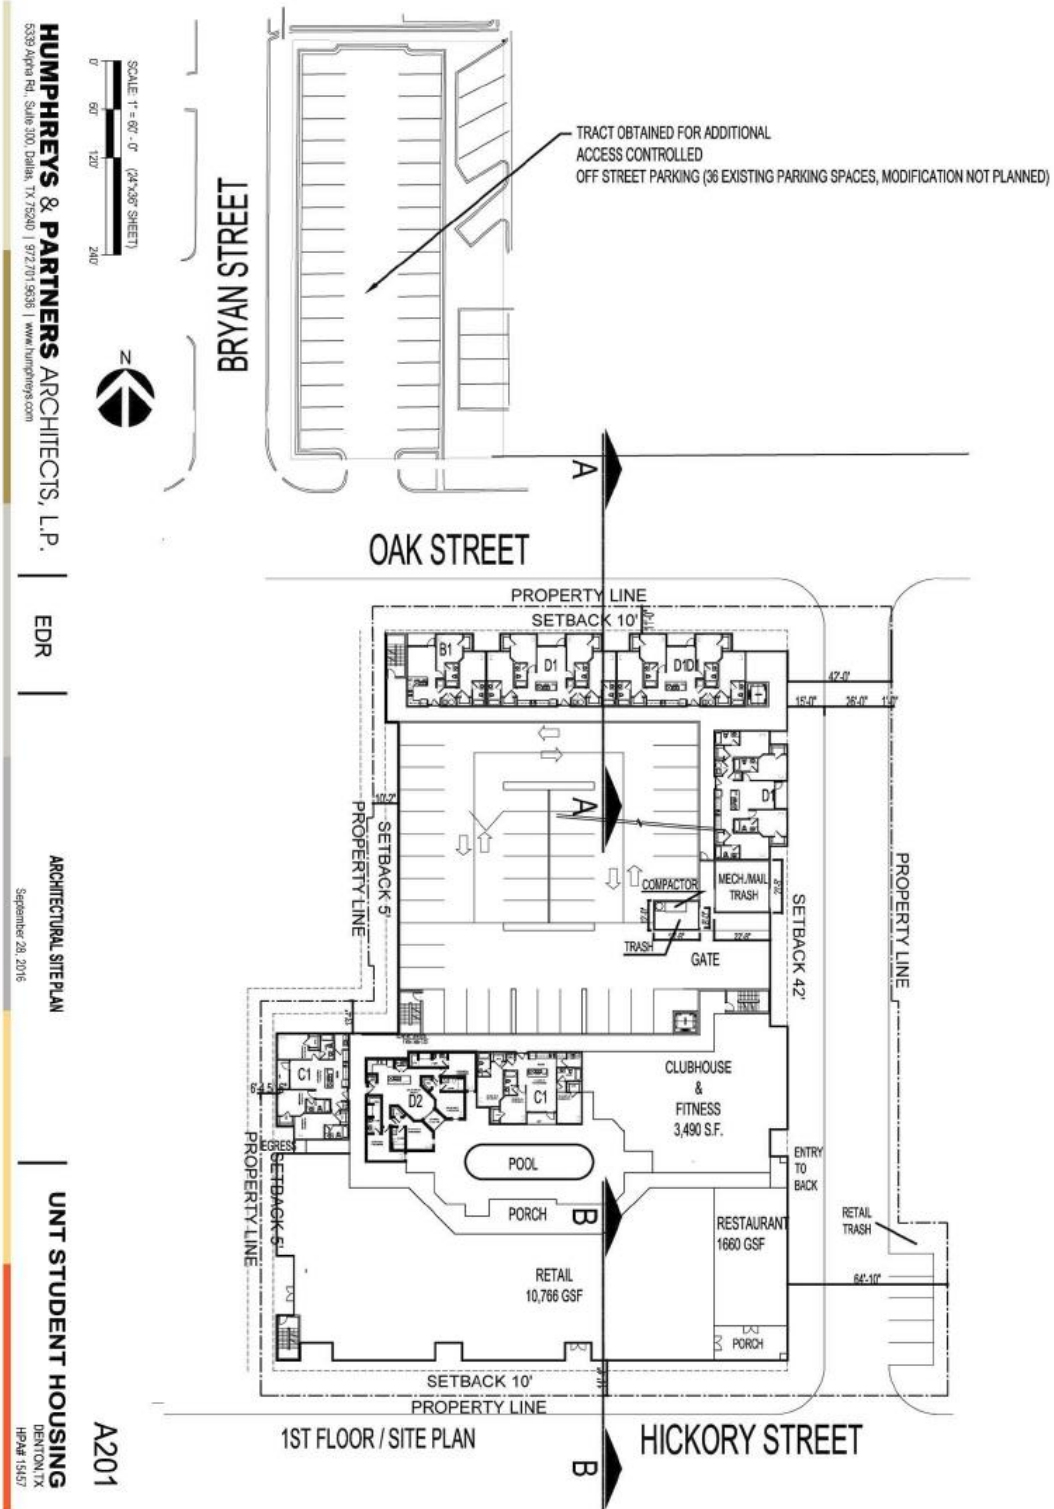 TRACT OBTAINED FOR ADDITIONAL
ACCESS CONTROLLED
OFF STREET PARKING (36 EXISTING PARKING SPACES, MODIFICATION NOT PLANNED)
BRYAN STREET
A
OAK STREET
PROPERTY LINE
SETBACK 10'
B1
D1
D1
D1
42'-0"
15'-0"
26'-0"
1'-0"
D1
A
10'-2"
SETBACK 5'
PROPERTY LINE
COMPACTOR
MECH./MAIL
TRASH
TRASH
GATE
SETBACK 42'
PROPERTY LINE
C1
D2
C1
CLUBHOUSE
&
FITNESS
3,490 S.F.
EGRESS
SETBACK 5'
PROPERTY LINE
POOL
PORCH
B
ENTRY
TO
BACK
RESTAURANT
1660 GSF
RETAIL
TRASH
RETAIL
10,766 GSF
64'-10"
PORCH
SETBACK 10'
PROPERTY LINE
1ST FLOOR / SITE PLAN
HICKORY STREET
B
SCALE: 1" = 60' - 0" (24"x36" SHEET)
0' 60' 120' 240'
N
HUMPHREYS & PARTNERS ARCHITECTS, L.P.
5339 Alpha Rd., Suite 300, Dallas, TX 75240 | 972.701.9636 | www.humphreys.com
EDR
ARCHITECTURAL SITE PLAN
September 28, 2016
UNT STUDENT HOUSING
DENTON, TX
HPA# 15457
A201